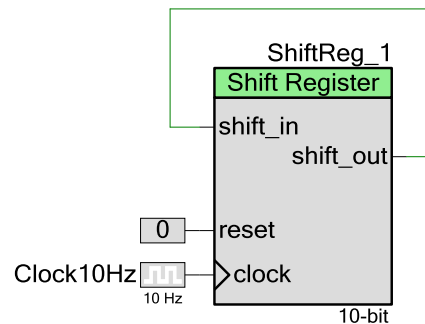 ShiftReg_1
Shift Register
shift_in
shift_out
0
reset
Clock10Hz
clock
10 Hz
10-bit